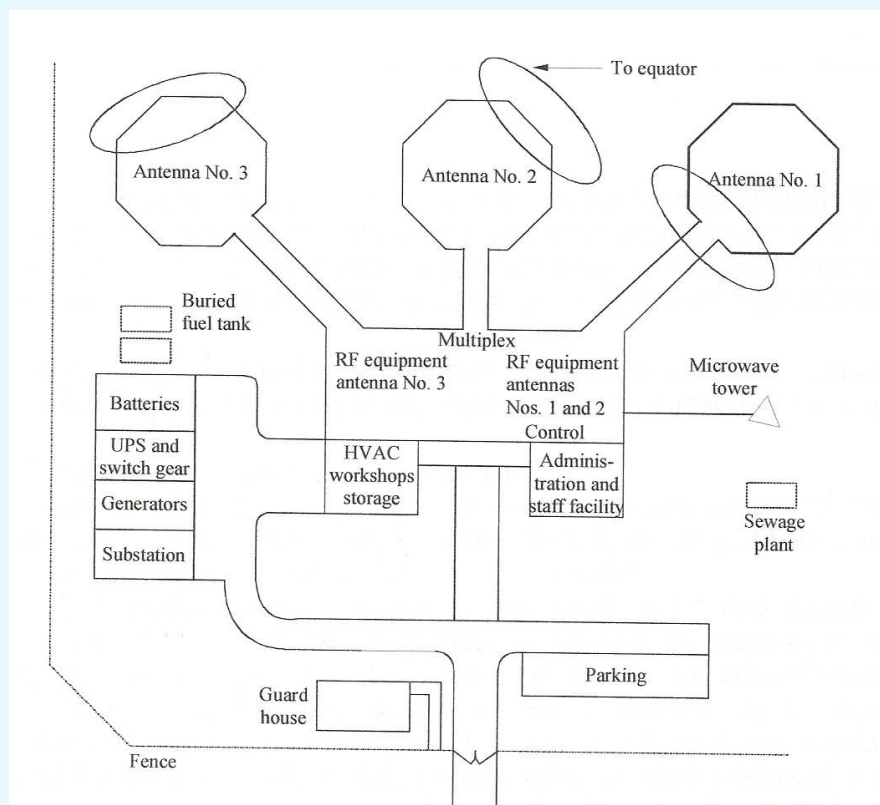 To equator
Antenna No. 3
Antenna No. 2
Antenna No. 1
Buried
fuel tank
Multiplex
RF equipment
antenna No. 3
RF equipment
antennas
Nos. 1 and 2
Control
Microwave
tower
Batteries
UPS and
switch gear
Generators
Substation
HVAC
workshops
storage
Adminis-
tration and
staff facility
Sewage
plant
Parking
Guard
house
Fence